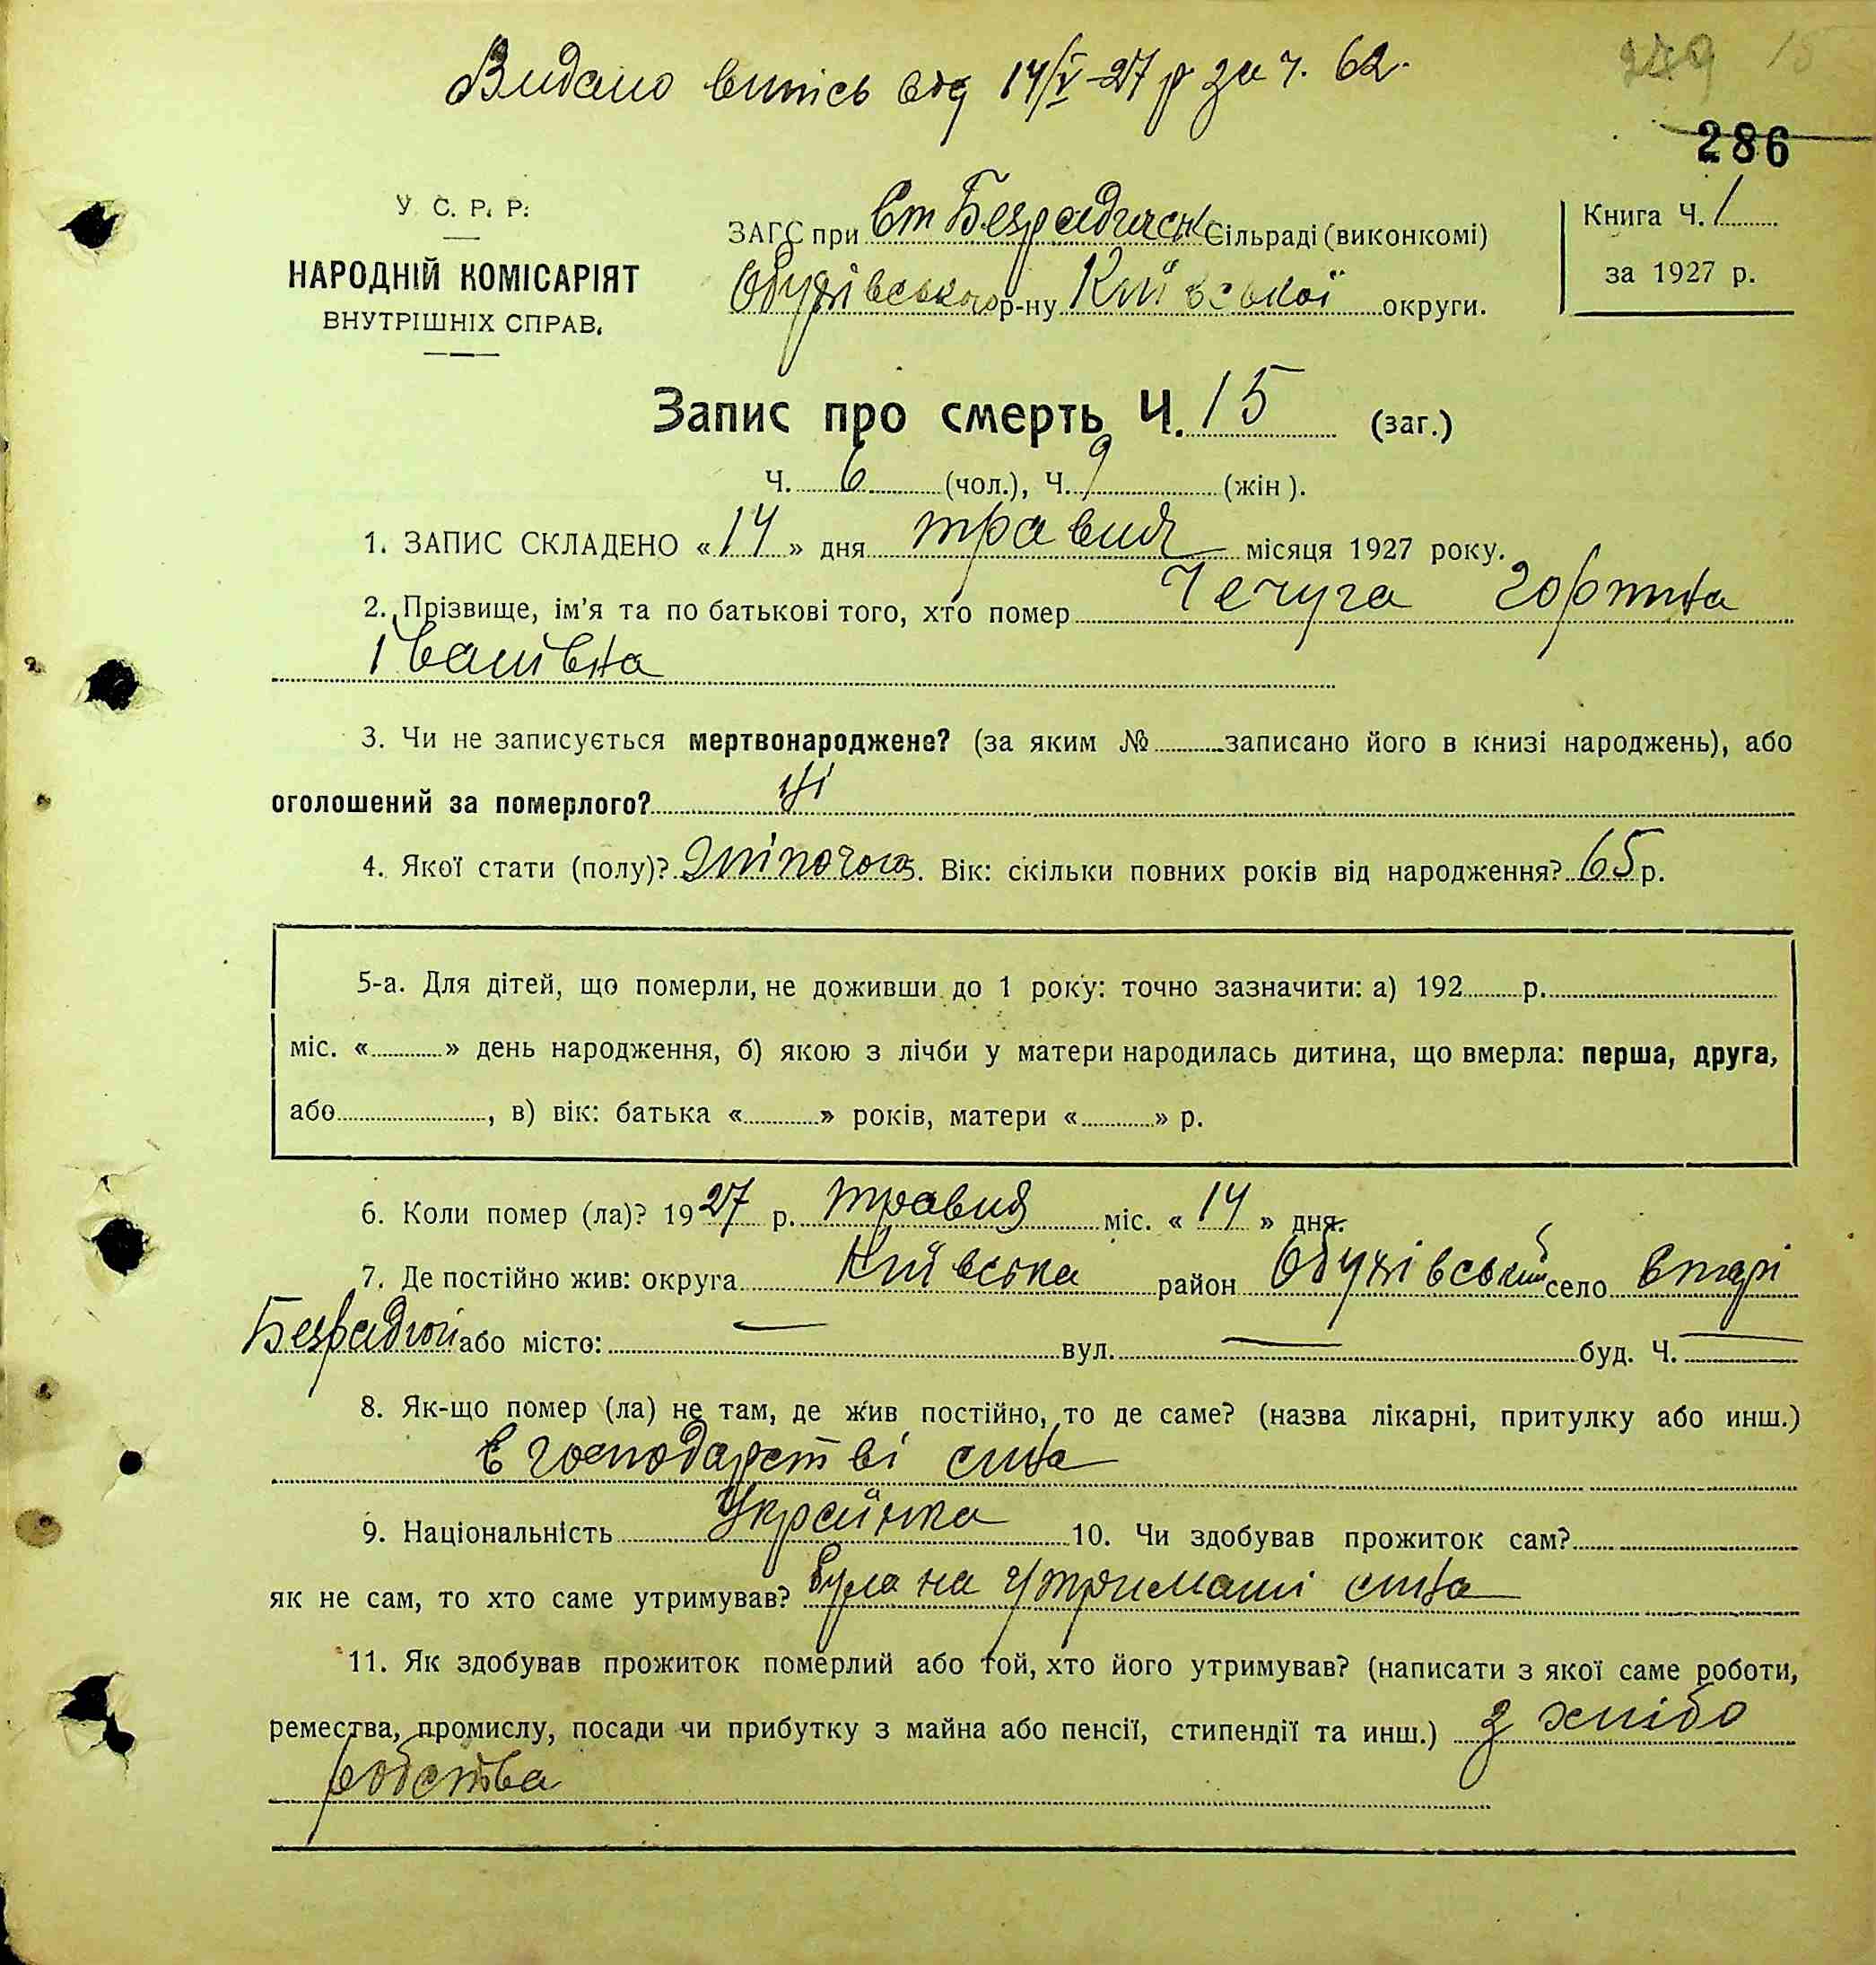 Видано витіс від 14/V-27 р за ч. 62.
249 15
286
У. С. Р. Р.
НАРОДНІЙ КОМІСАРІЯТ
ВНУТРІШНІХ СПРАВ.
ЗАГС при Ст Безрадичськ Сільраді (виконкомі)
Обухівського р-ну Київської округи.
Книга Ч. 1
за 1927 р.
Запис про смерть Ч. 15 (заг.)
Ч. 6 (чол.), Ч. 9 (жін).
1. ЗАПИС СКЛАДЕНО «14» дня травня місяця 1927 року.
2. Прізвище, ім'я та по батькові того, хто помер Чечуга Горпина
Іванівна
3. Чи не записується мертвонароджене? (за яким № записано його в книзі народжень), або
оголошений за померлого? ні
4. Якої стати (полу)? Жіночого. Вік: скільки повних років від народження? 65 р.
5-а. Для дітей, що померли, не доживши до 1 року: точно зазначити: а) 192 р.
міс. « » день народження, б) якою з лічби у матери народилась дитина, що вмерла: перша, друга,
або , в) вік: батька « » років, матери « » р.
6. Коли помер (ла)? 1927 р. травня міс. «14» дня.
7. Де постійно жив: округа Київська район Обухівський село Старі
Безрадичі або місто: — вул. — буд. Ч. —
8. Як-що помер (ла) не там, де жив постійно, то де саме? (назва лікарні, притулку або инш.)
в господарстві сина
9. Національність Українка 10. Чи здобував прожиток сам?
як не сам, то хто саме утримував? була на утримані сина
11. Як здобував прожиток померлий або той, хто його утримував? (написати з якої саме роботи,
ремества, промислу, посади чи прибутку з майна або пенсії, стипендії та инш.) з хлібо
робства